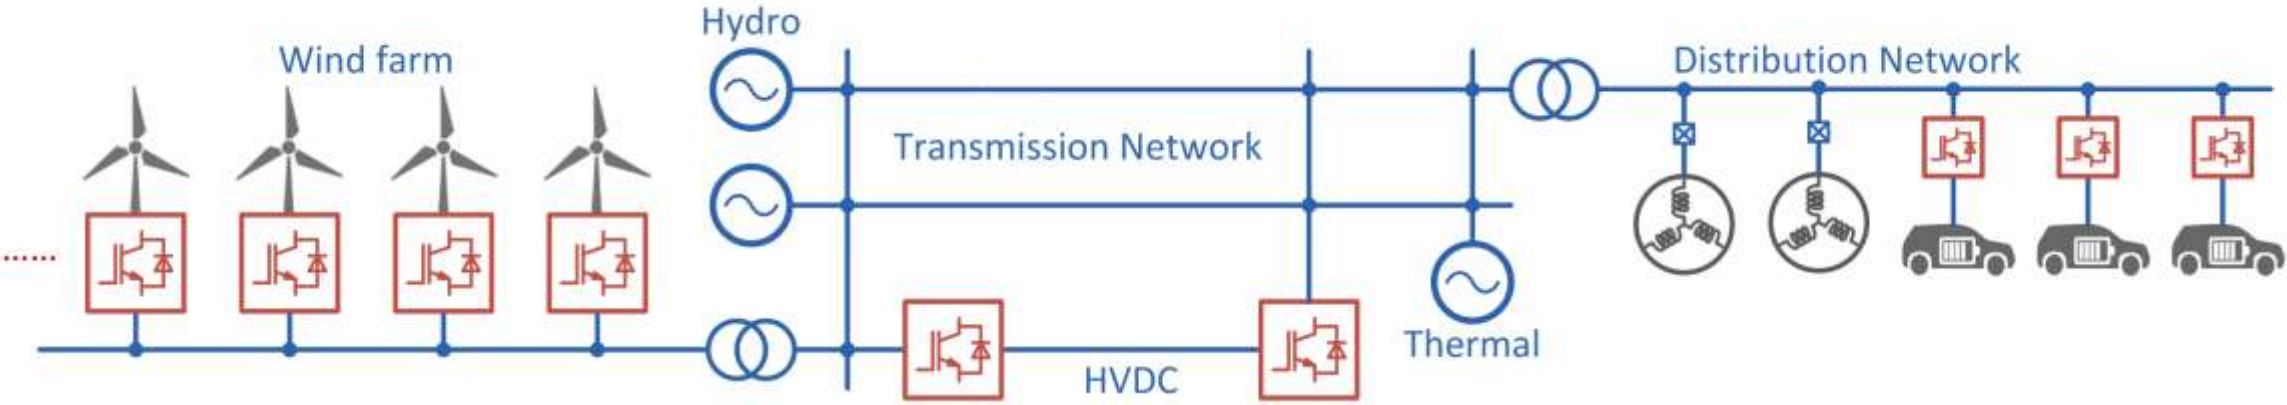 Hydro
Wind farm
Distribution Network
Transmission Network
Thermal
HVDC